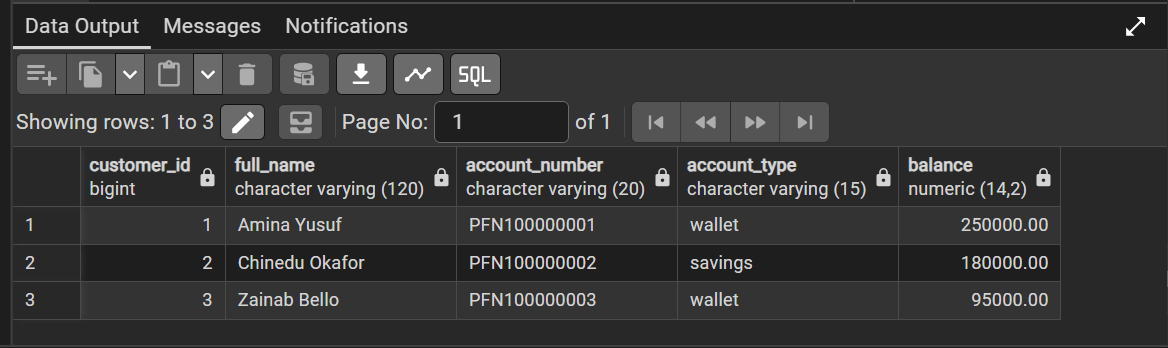 Data Output Messages Notifications
SQL
Showing rows: 1 to 3 Page No: 1 of 1
customer_id full_name account_number account_type balance
bigint character varying (120) character varying (20) character varying (15) numeric (14,2)
1 1 Amina Yusuf PFN100000001 wallet 250000.00
2 2 Chinedu Okafor PFN100000002 savings 180000.00
3 3 Zainab Bello PFN100000003 wallet 95000.00